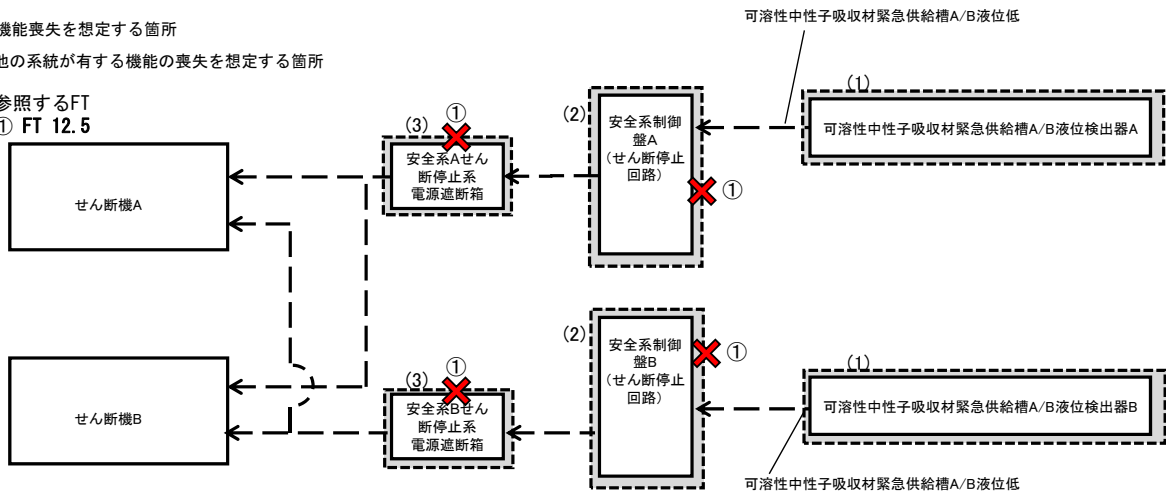 機能喪失を想定する箇所
他の系統が有する機能の喪失を想定する箇所
参照するFT
① FT 12.5
可溶性中性子吸収材緊急供給槽A/B液位低
(1)
可溶性中性子吸収材緊急供給槽A/B液位検出器A
(2)
安全系制御
盤A
(せん断停止
回路)
①
(3)
①
安全系Aせん
断停止系
電源遮断箱
せん断機A
(1)
可溶性中性子吸収材緊急供給槽A/B液位検出器B
(2)
安全系制御
盤B
(せん断停止
回路)
①
(3)
①
安全系Bせん
断停止系
電源遮断箱
せん断機B
可溶性中性子吸収材緊急供給槽A/B液位低